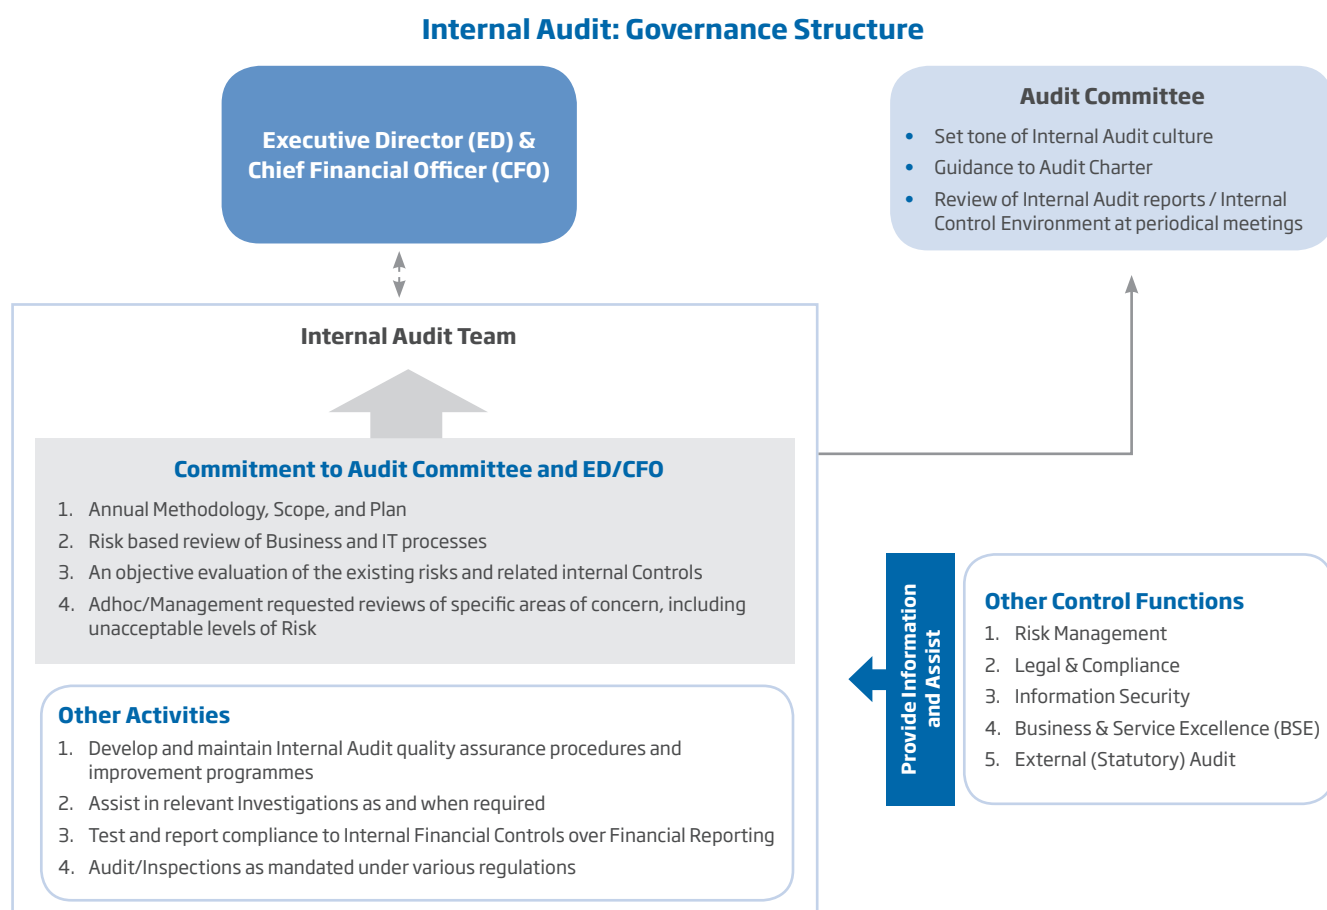 Internal Audit: Governance Structure
Executive Director (ED) &
Chief Financial Officer (CFO)
Audit Committee
• Set tone of Internal Audit culture
• Guidance to Audit Charter
• Review of Internal Audit reports / Internal
Control Environment at periodical meetings
Internal Audit Team
Commitment to Audit Committee and ED/CFO
1. Annual Methodology, Scope, and Plan
2. Risk based review of Business and IT processes
3. An objective evaluation of the existing risks and related internal Controls
4. Adhoc/Management requested reviews of specific areas of concern, including
unacceptable levels of Risk
Other Activities
1. Develop and maintain Internal Audit quality assurance procedures and
improvement programmes
2. Assist in relevant Investigations as and when required
3. Test and report compliance to Internal Financial Controls over Financial Reporting
4. Audit/Inspections as mandated under various regulations
Provide Information
and Assist
Other Control Functions
1. Risk Management
2. Legal & Compliance
3. Information Security
4. Business & Service Excellence (BSE)
5. External (Statutory) Audit